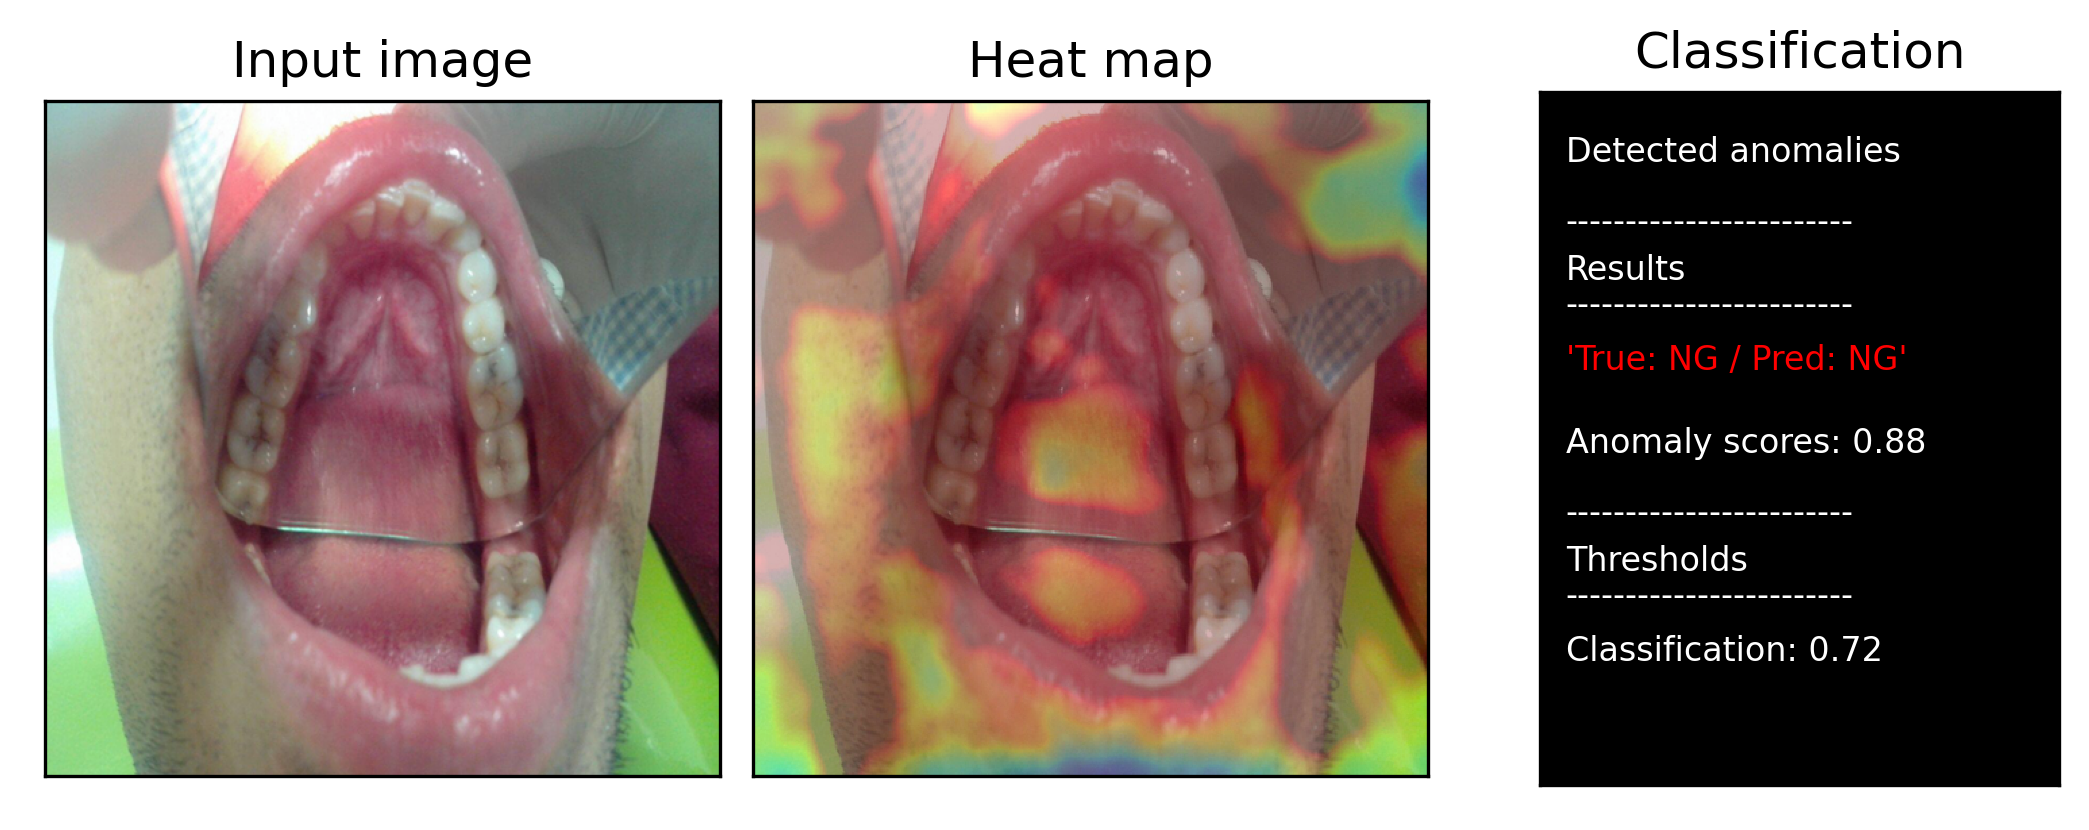 Input image
Heat map
Classification
Detected anomalies
------------------------
Results
------------------------
'True: NG / Pred: NG'
Anomaly scores: 0.88
------------------------
Thresholds
------------------------
Classification: 0.72